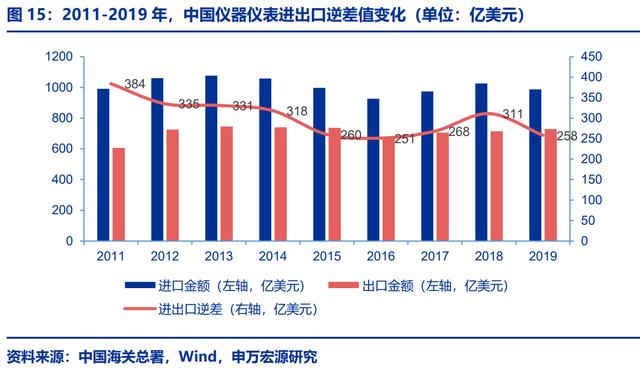 图 15：2011-2019 年，中国仪器仪表进出口逆差值变化（单位：亿美元）
1200 450
1000 400
800 350
600 300
400 250
200 200
0 150
100
50
0
384 335 331 318 260 251 268 311 258
2011 2012 2013 2014 2015 2016 2017 2018 2019
进口金额（左轴，亿美元） 出口金额（左轴，亿美元）
进出口逆差（右轴，亿美元）
资料来源：中国海关总署，Wind，申万宏源研究